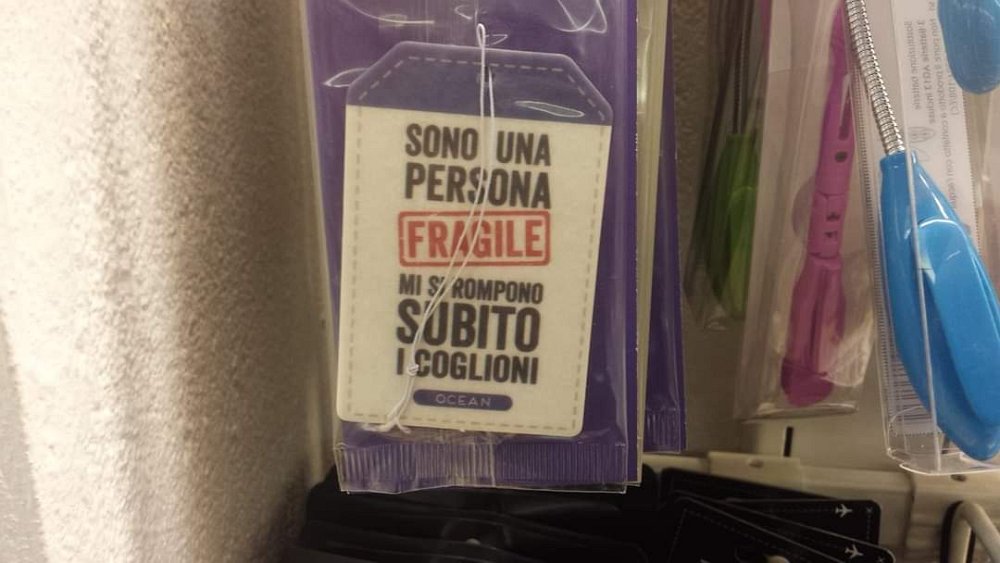 SONO UNA
PERSONA
FRAGILE
MI SI ROMPONO
SUBITO
I COGLIONI
OCEAN